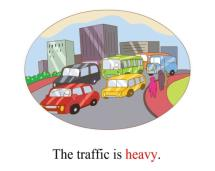 The traffic is heavy.